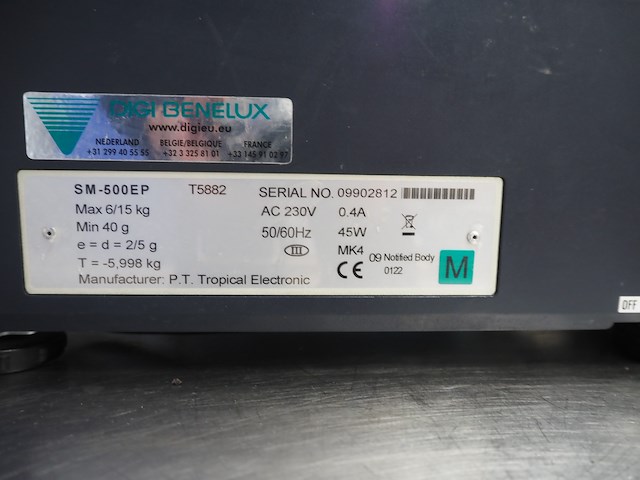 DIGI BENELUX
www.digieu.eu
NEDERLAND BELGIE/BELGIQUE FRANCE
+31 299 40 55 55 +32 3 325 81 01 +33 145 91 02 97
SM-500EP T5882 SERIAL NO. 09902812
Max 6/15 kg AC 230V 0.4A
Min 40 g 50/60Hz 45W
e = d = 2/5 g III MK4
T = -5,998 kg CE 09 Notified Body 0122 M
Manufacturer: P.T. Tropical Electronic
OFF